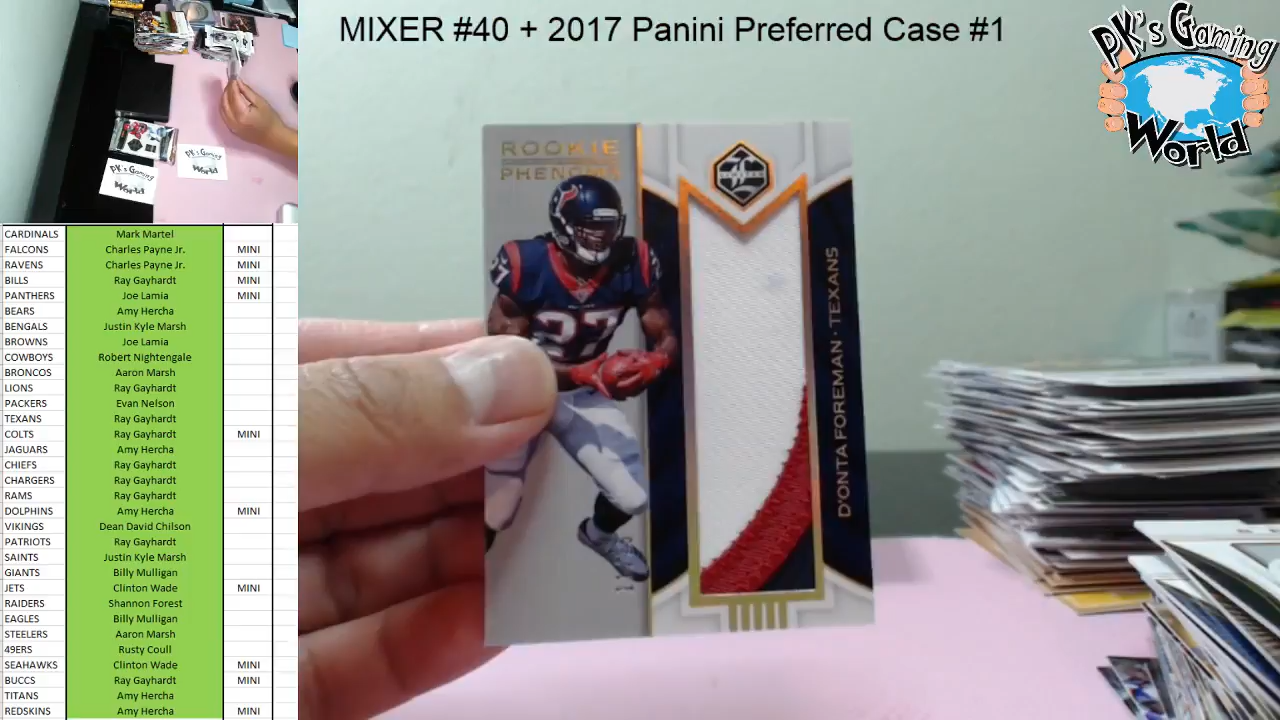 MIXER #40 + 2017 Panini Preferred Case #1
PK's Gaming
World
PK's Gaming
World
CARDINALS Mark Martel
FALCONS Charles Payne Jr. MINI
RAVENS Charles Payne Jr. MINI
BILLS Ray Gayhardt MINI
PANTHERS Joe Lamia MINI
BEARS Amy Hercha
BENGALS Justin Kyle Marsh
BROWNS Joe Lamia
COWBOYS Robert Nightengale
BRONCOS Aaron Marsh
LIONS Ray Gayhardt
PACKERS Evan Nelson
TEXANS Ray Gayhardt
COLTS Ray Gayhardt MINI
JAGUARS Amy Hercha
CHIEFS Ray Gayhardt
CHARGERS Ray Gayhardt
RAMS Ray Gayhardt
DOLPHINS Amy Hercha MINI
VIKINGS Dean David Chilson
PATRIOTS Ray Gayhardt
SAINTS Justin Kyle Marsh
GIANTS Billy Mulligan
JETS Clinton Wade MINI
RAIDERS Shannon Forest
EAGLES Billy Mulligan
STEELERS Aaron Marsh
49ERS Rusty Coull
SEAHAWKS Clinton Wade MINI
BUCCS Ray Gayhardt MINI
TITANS Amy Hercha
REDSKINS Amy Hercha MINI
ROOKIE
PHENOMS
LIMITED
27
27
D'ONTA FOREMAN · TEXANS